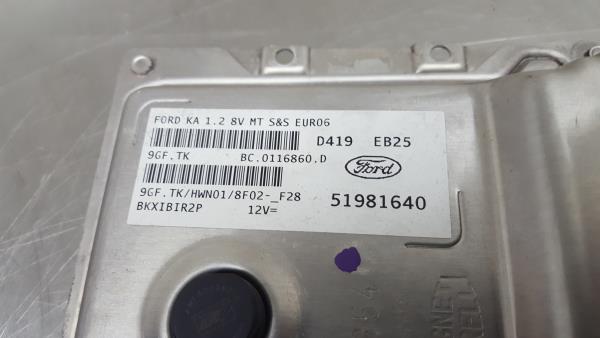 FORD KA 1.2 8V MT S&S EURO6
D419 EB25
9GF.TK BC.0116860.D
Ford
9GF.TK/HWN01/8F02-_F28
51981640
BKXIBIR2P 12V=